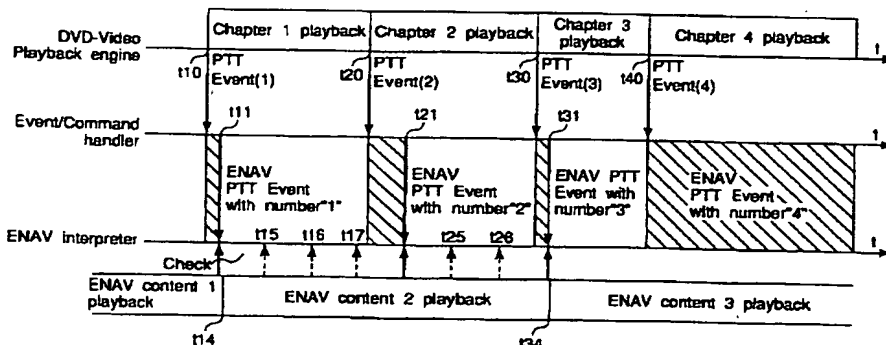 DVD-Video
Playback engine
Chapter 1 playback
Chapter 2 playback
Chapter 3
playback
Chapter 4 playback
t
t10
PTT
Event(1)
t20
PTT
Event(2)
t30
PTT
Event(3)
t40
PTT
Event(4)
t11
t21
t31
Event/Command
handler
t
ENAV
PTT Event
with number"1"
ENAV
PTT Event
with number"2"
ENAV PTT
Event with
number"3"
ENAV
PTT Event
with number"4"
ENAV interpreter
t15
t16
t17
t25
t26
t
Check
ENAV content 1
playback
ENAV content 2 playback
ENAV content 3 playback
t14
t34